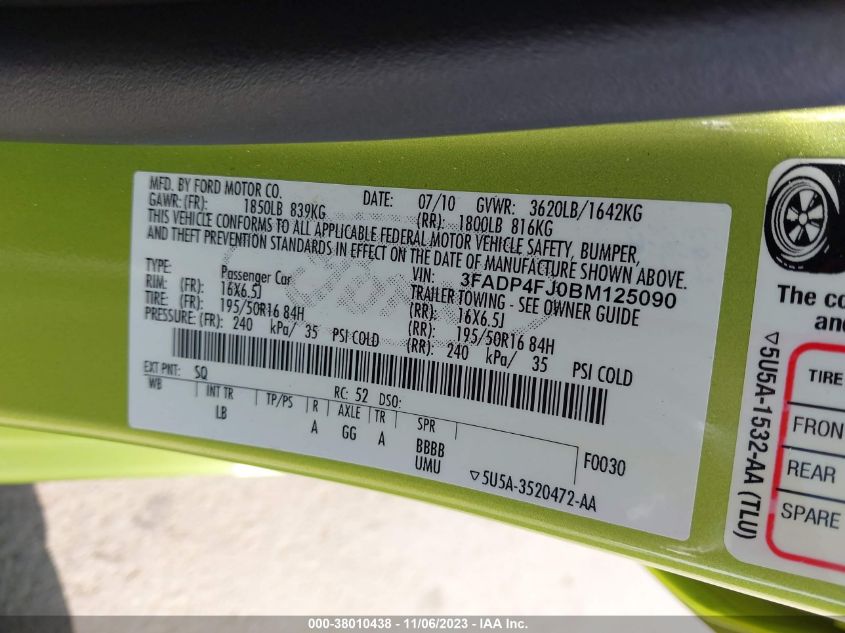 MFD. BY FORD MOTOR CO.
DATE: 07/10 GVWR: 3620LB/1642KG
GAWR: (FR): 1850LB 839KG (RR): 1800LB 816KG
THIS VEHICLE CONFORMS TO ALL APPLICABLE FEDERAL MOTOR VEHICLE SAFETY, BUMPER,
AND THEFT PREVENTION STANDARDS IN EFFECT ON THE DATE OF MANUFACTURE SHOWN ABOVE.
VIN: 3FADP4FJ0BM125090
TYPE: Passenger Car TRAILER TOWING - SEE OWNER GUIDE
RIM: (FR): 16X6.5J (RR): 16X6.5J
TIRE: (FR): 195/50R16 84H (RR): 195/50R16 84H
PRESSURE: (FR): 240 kPa/ 35 PSI COLD (RR): 240 kPa/ 35 PSI COLD
EXT PNT: SQ RC: 52 DSO:
WB INT TR TP/PS R AXLE TR SPR
LB A GG A BBBB
UMU
F0030
▽5U5A-3520472-AA
Ford
The co
and
▽5U5A-1532-AA (TLU)
TIRE
FRON
REAR
SPARE
000-38010438 - 11/06/2023 - IAA Inc.